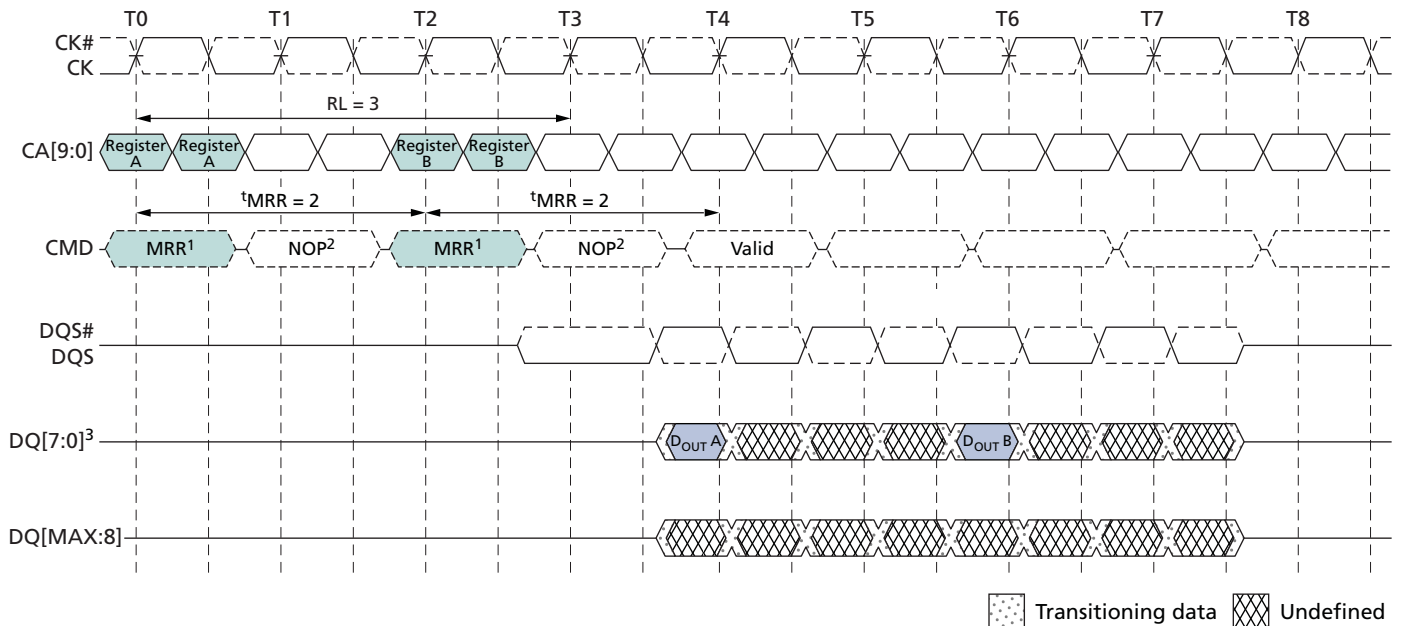 T0 T1 T2 T3 T4 T5 T6 T7 T8
CK#
CK
RL = 3
CA[9:0] Register A Register A Register B Register B
tMRR = 2 tMRR = 2
CMD MRR1 NOP2 MRR1 NOP2 Valid
DQS#
DQS
DQ[7:0]3 DOUT A DOUT B
DQ[MAX:8]
Transitioning data Undefined